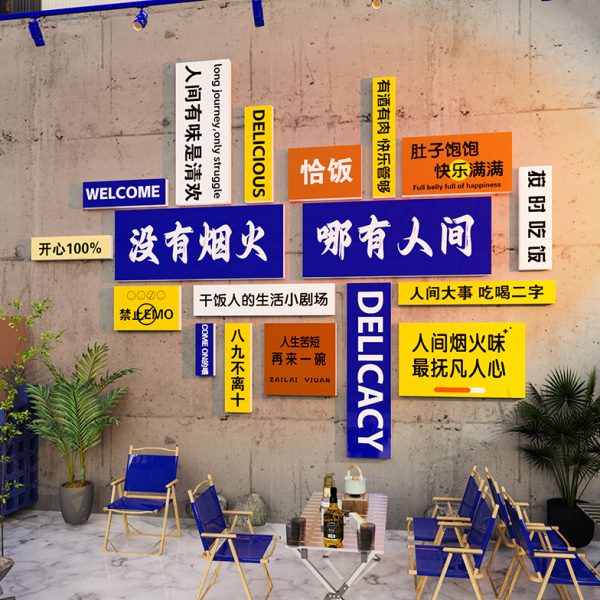 人间有味是清欢
long journey,only struggle
DELICIOUS
恰饭
有酒有肉 快乐管够
肚子饱饱
快乐满满
Full belly full of happiness
按时吃饭
WELCOME
没有烟火
哪有人间
开心100%
禁止EMO
干饭人的生活小剧场
人间大事 吃喝二字
COME ON的噻
八九不离十
人生苦短
再来一碗
ZAILAI YIWAN
DELICACY
人间烟火味
最抚凡人心